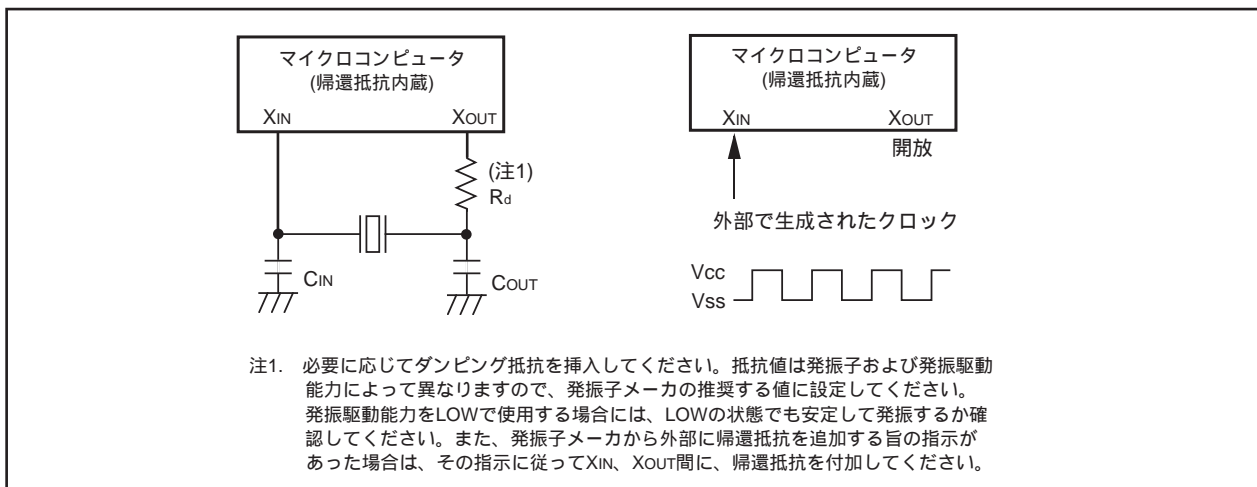 マイクロコンピュータ
(帰還抵抗内蔵)
XIN
XOUT
(注1)
Rd
CIN
COUT
マイクロコンピュータ
(帰還抵抗内蔵)
XIN
XOUT
開放
外部で生成されたクロック
Vcc
Vss
注1. 必要に応じてダンピング抵抗を挿入してください。抵抗値は発振子および発振駆動
能力によって異なりますので、発振子メーカの推奨する値に設定してください。
発振駆動能力をLOWで使用する場合には、LOWの状態でも安定して発振するか確
認してください。また、発振子メーカから外部に帰還抵抗を追加する旨の指示が
あった場合は、その指示に従ってXIN、XOUT間に、帰還抵抗を付加してください。